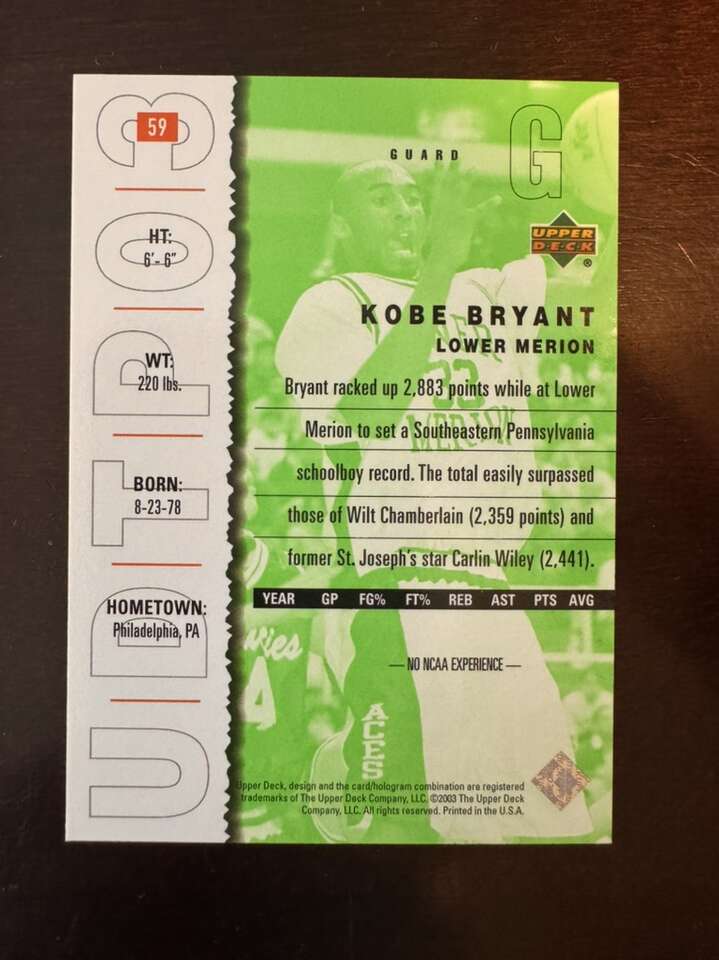 59
HT:
6'- 6"
WT:
220 lbs.
BORN:
8-23-78
HOMETOWN:
Philadelphia, PA
UDTP03
GUARD
G
UPPER
D·E·C·K
®
KOBE BRYANT
LOWER MERION
Bryant racked up 2,883 points while at Lower
Merion to set a Southeastern Pennsylvania
schoolboy record. The total easily surpassed
those of Wilt Chamberlain (2,359 points) and
former St. Joseph's star Carlin Wiley (2,441).
YEAR GP FG% FT% REB AST PTS AVG
—NO NCAA EXPERIENCE—
33
MERION
4
ACES
Upper Deck, design and the card/hologram combination are registered
trademarks of The Upper Deck Company, LLC. ©2003 The Upper Deck
Company, LLC. All rights reserved. Printed in the U.S.A.